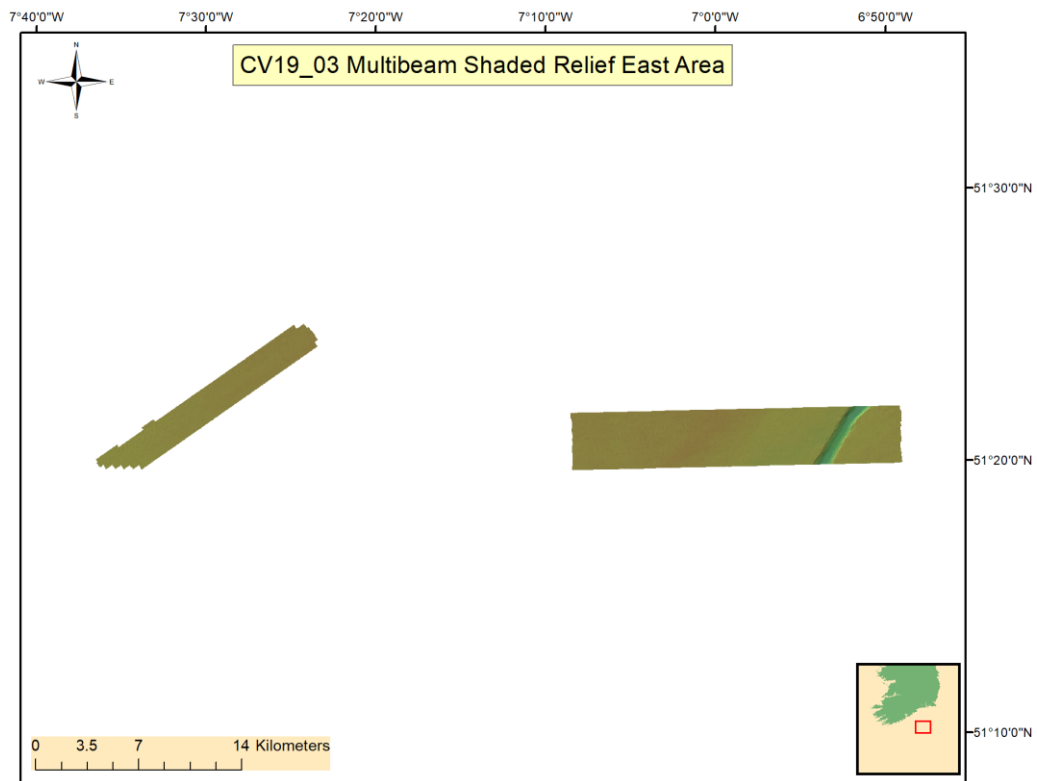 7°40'0"W 7°30'0"W 7°20'0"W 7°10'0"W 7°0'0"W 6°50'0"W
CV19_03 Multibeam Shaded Relief East Area
N
W E
S
51°30'0"N
51°20'0"N
51°10'0"N
0 3.5 7 14 Kilometers